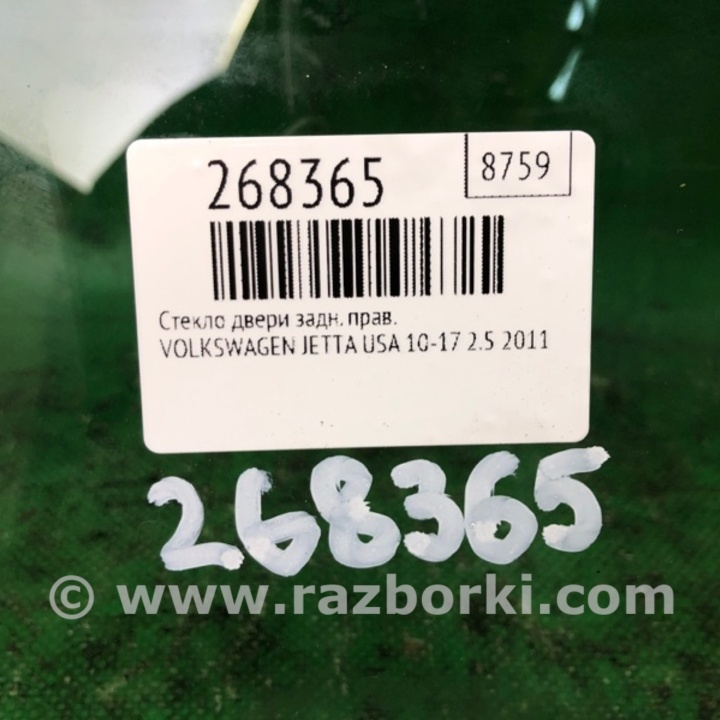 268365
8759
Стекло двери задн. прав.
VOLKSWAGEN JETTA USA 10-17 2.5 2011
268365
© www.razborki.com